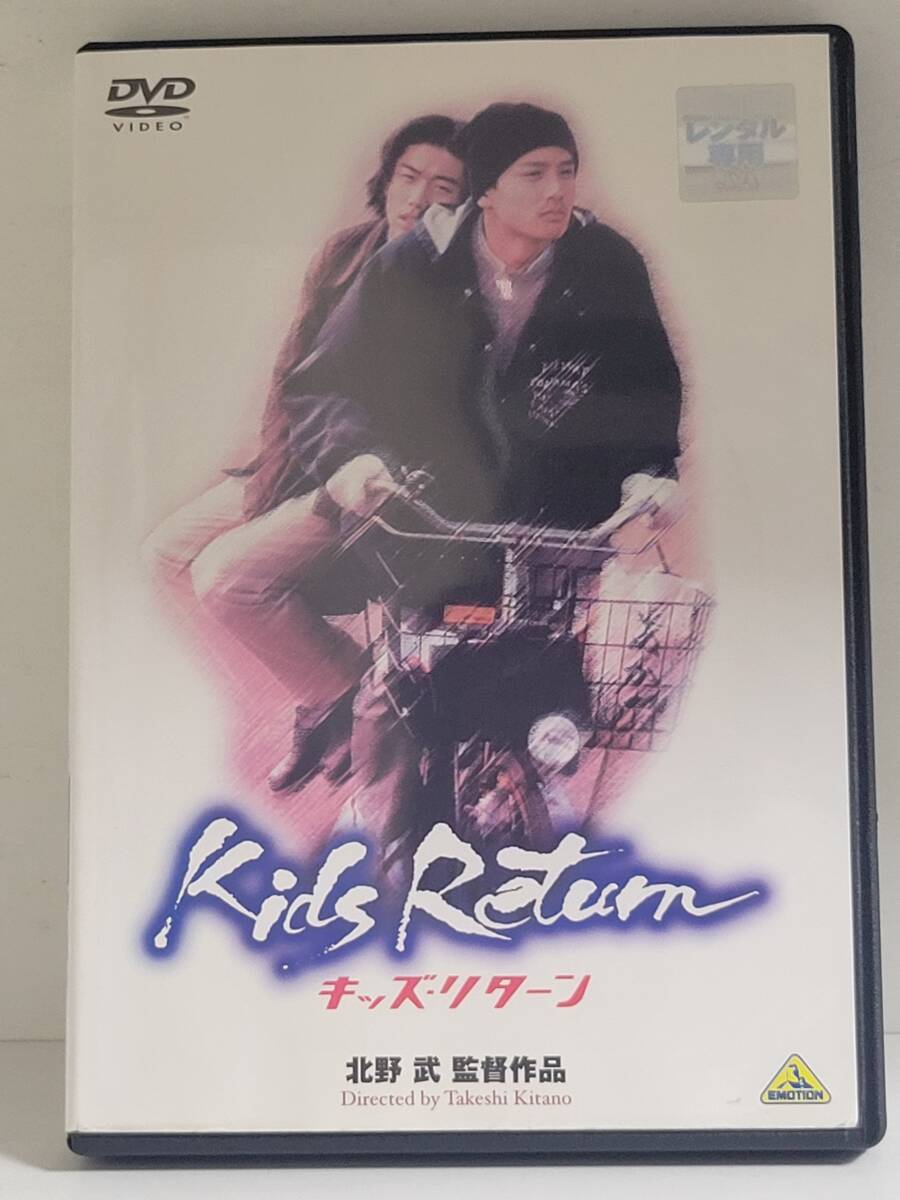 DVD
VIDEO
レンタル
専用
Kids Return
キッズ・リターン
北野 武 監督作品
Directed by Takeshi Kitano
EMOTION